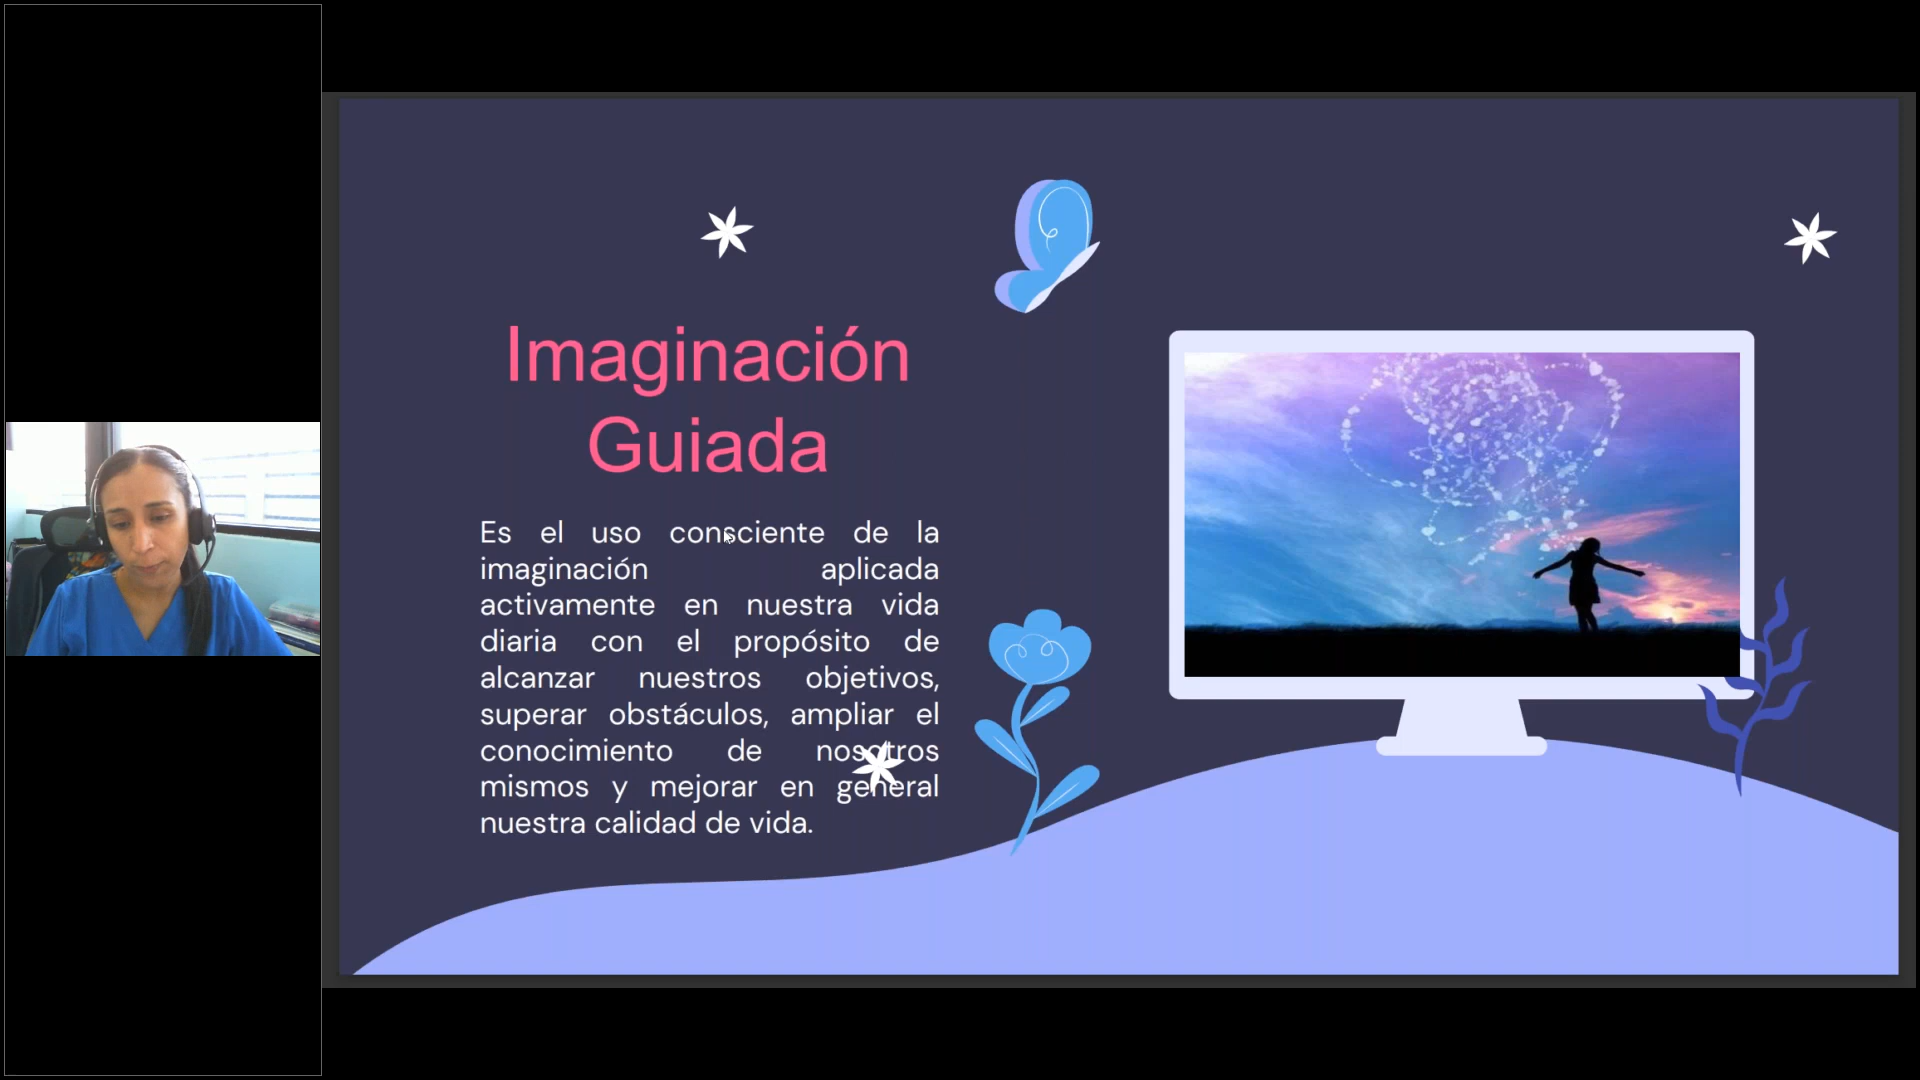 Imaginación
Guiada
Es el uso consciente de la
imaginación aplicada
activamente en nuestra vida
diaria con el propósito de
alcanzar nuestros objetivos,
superar obstáculos, ampliar el
conocimiento de nosotros
mismos y mejorar en general
nuestra calidad de vida.